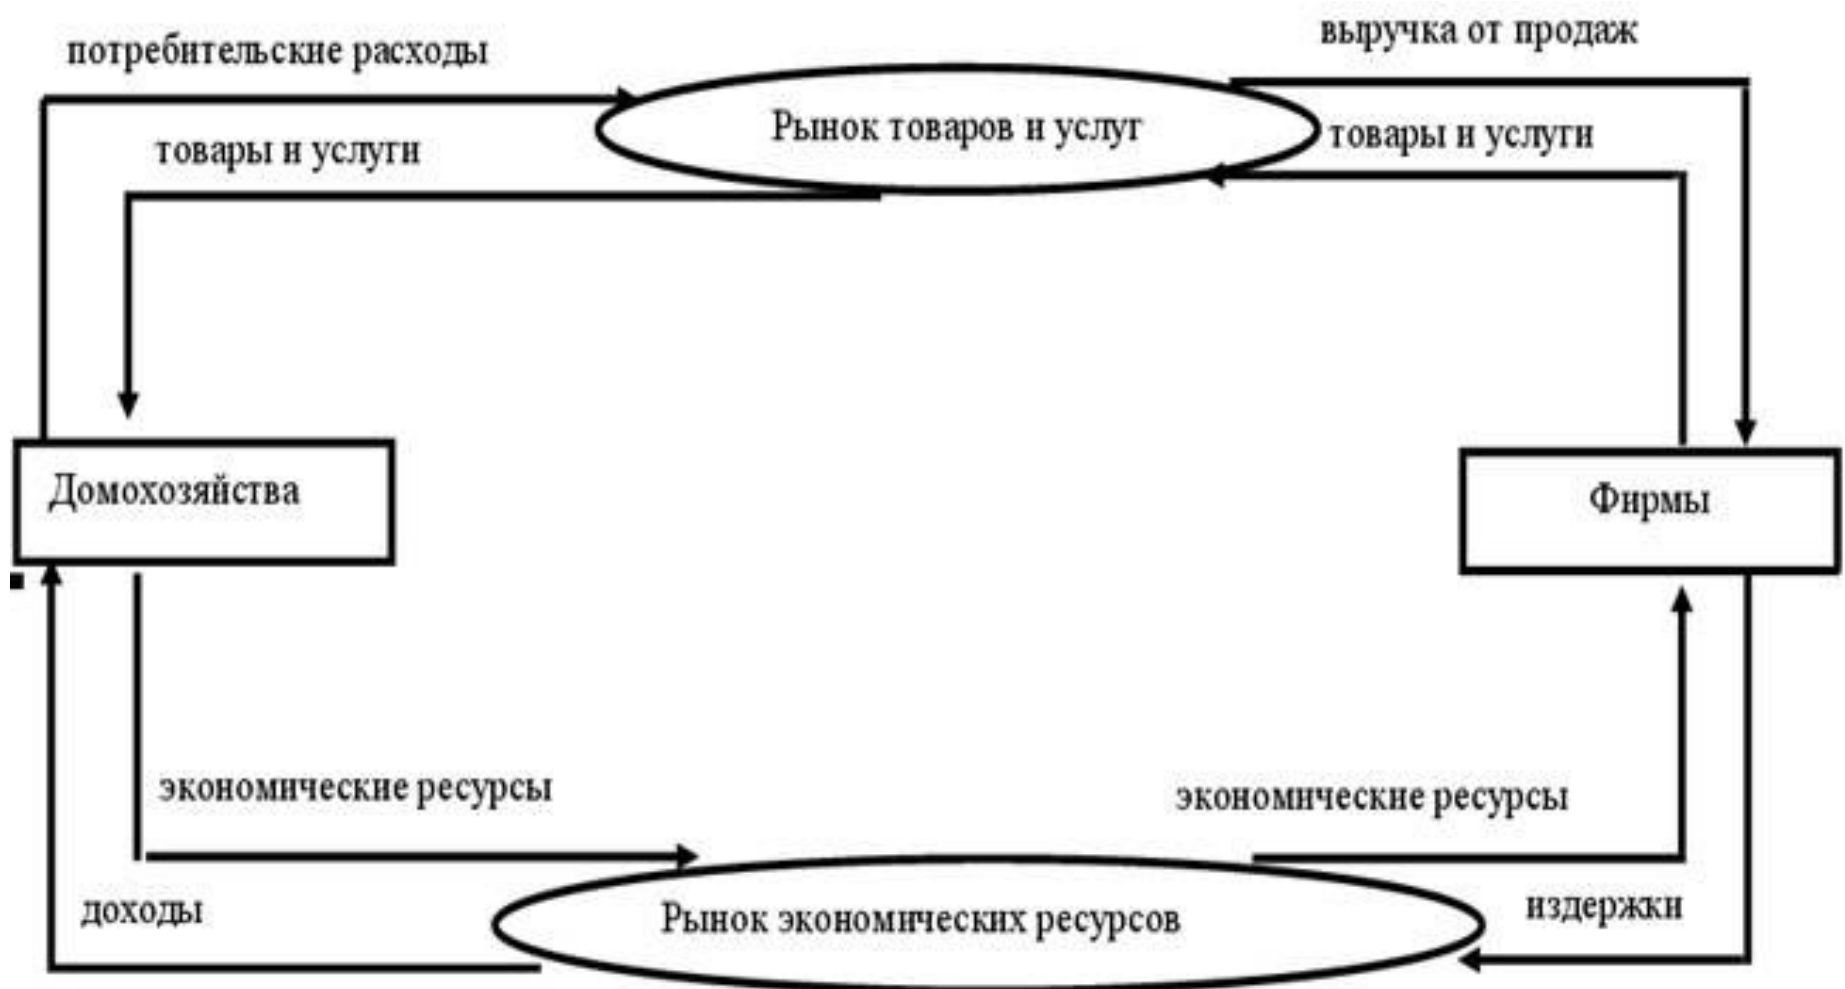 выручка от продаж
потребительские расходы
Рынок товаров и услуг
товары и услуги
товары и услуги
Домохозяйства
Фирмы
экономические ресурсы
экономические ресурсы
доходы
Рынок экономических ресурсов
издержки